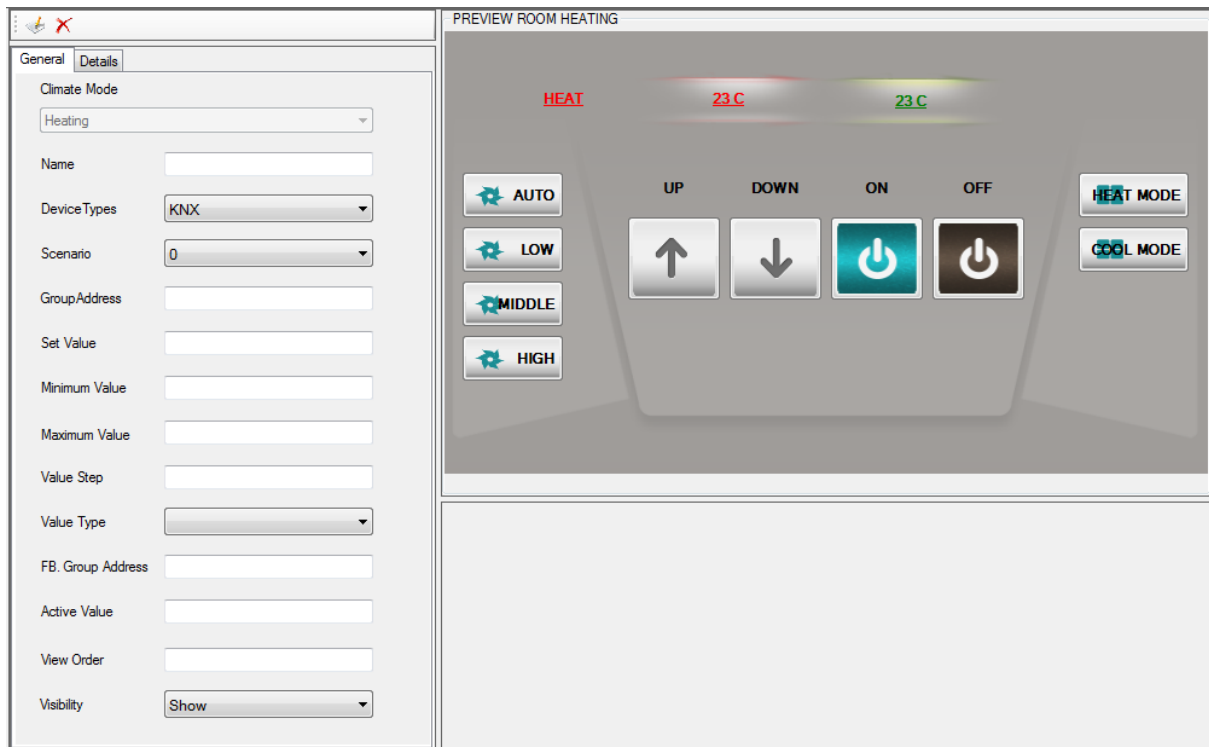 General Details
Climate Mode
Heating
Name
DeviceTypes KNX
Scenario 0
GroupAddress
Set Value
Minimum Value
Maximum Value
Value Step
Value Type
FB. Group Address
Active Value
View Order
Visibility Show
PREVIEW ROOM HEATING
HEAT 23 C 23 C
AUTO
LOW
MIDDLE
HIGH
UP DOWN ON OFF
HEAT MODE
COOL MODE